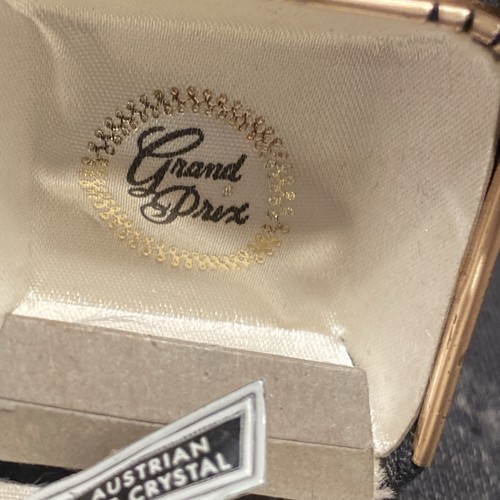 Grand
Prix
AUSTRIAN
CRYSTAL